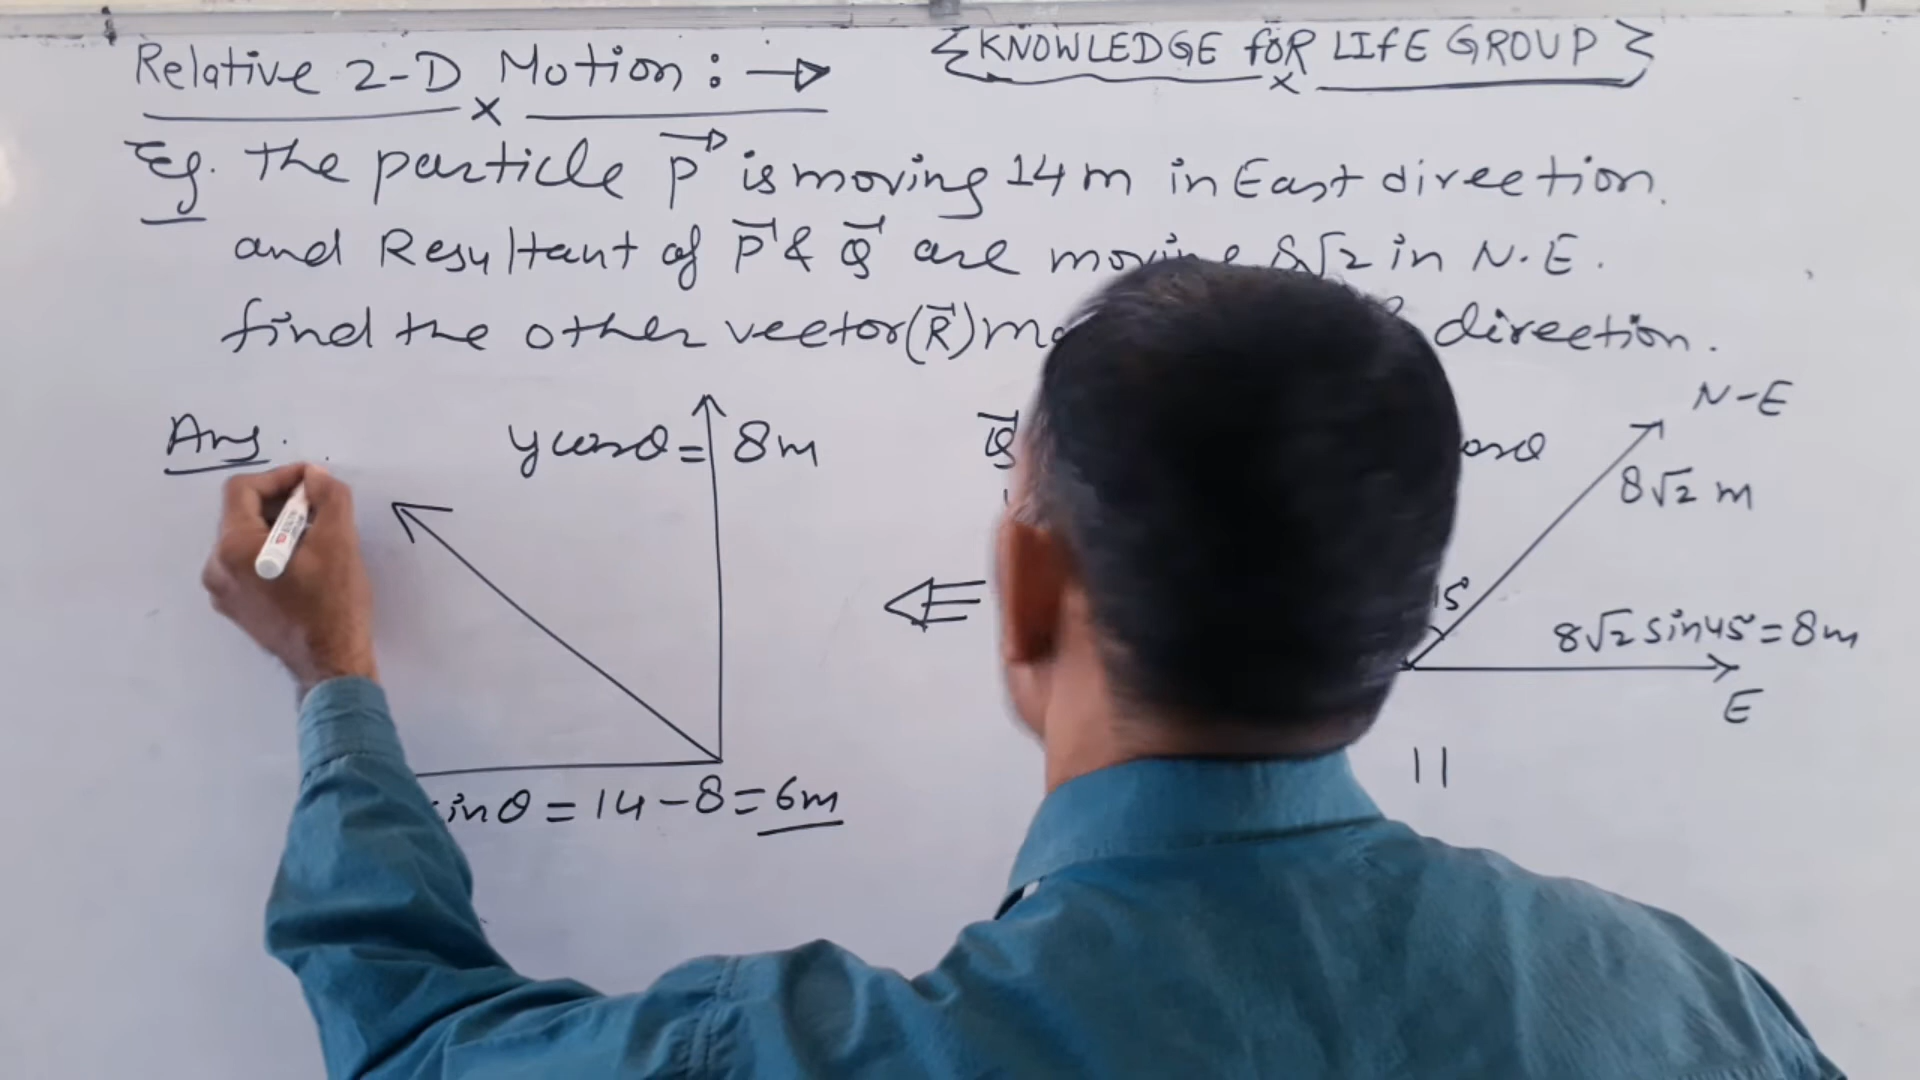 Relative 2-D Motion :
{KNOWLEDGE FOR LIFE GROUP}
Eg. The particle P is moving 14 m in East direction.
and Resultant of P & Q are moving 8√2 in N.E.
find the other vector (R) direction.
Ans.
y cosθ = 8m
Q
osθ
N-E
8√2 m
8√2 sin45° = 8m
E
inθ = 14 - 8 = 6m